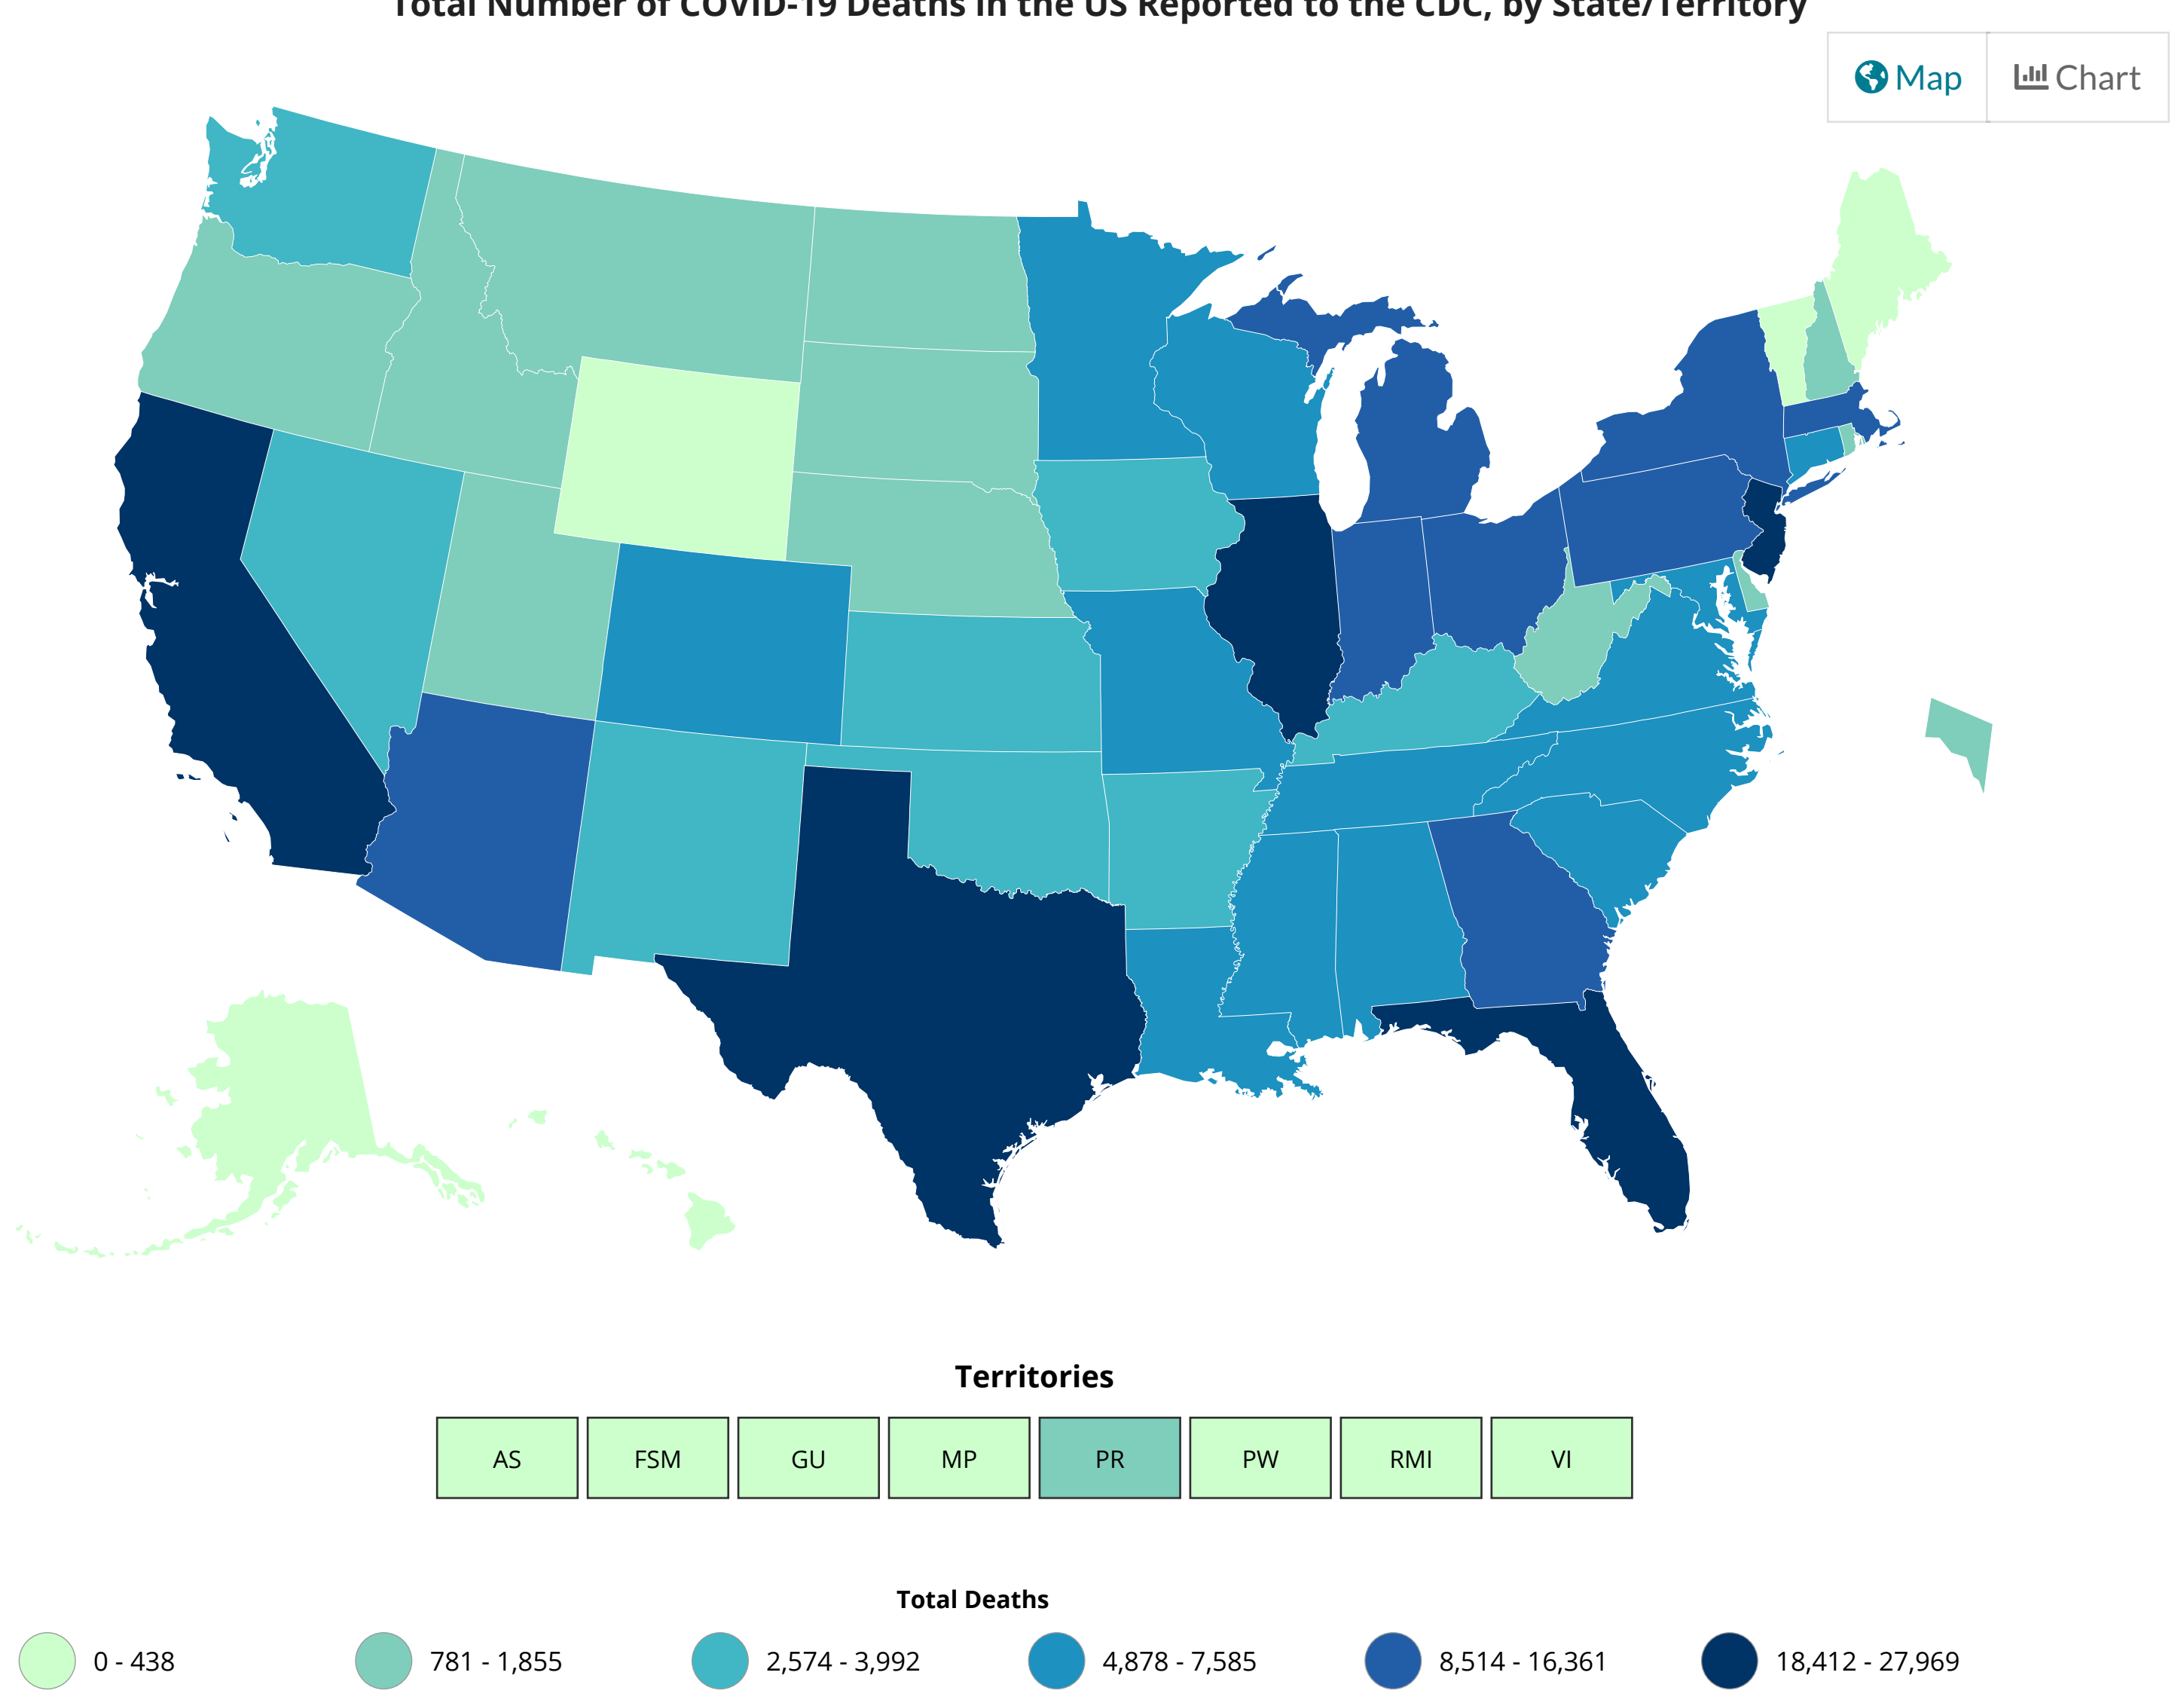 Total Number of COVID-19 Deaths in the US Reported to the CDC, by State/Territory
Map
Chart
Territories
AS
FSM
GU
MP
PR
PW
RMI
VI
Total Deaths
0 - 438
781 - 1,855
2,574 - 3,992
4,878 - 7,585
8,514 - 16,361
18,412 - 27,969